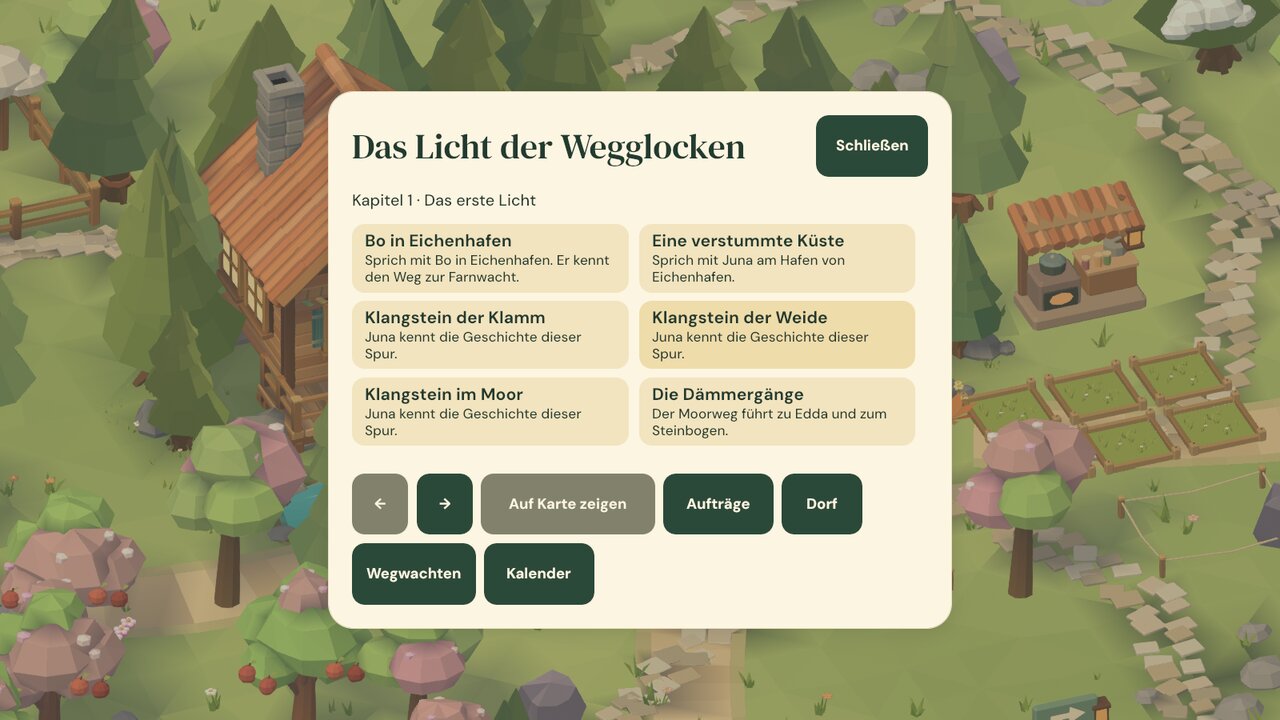 Das Licht der Wegglocken
Schließen
Kapitel 1 · Das erste Licht
Bo in Eichenhafen
Sprich mit Bo in Eichenhafen. Er kennt
den Weg zur Farnwacht.
Eine verstummte Küste
Sprich mit Juna am Hafen von
Eichenhafen.
Klangstein der Klamm
Juna kennt die Geschichte dieser
Spur.
Klangstein der Weide
Juna kennt die Geschichte dieser
Spur.
Klangstein im Moor
Juna kennt die Geschichte dieser
Spur.
Die Dämmergänge
Der Moorweg führt zu Edda und zum
Steinbogen.
← → Auf Karte zeigen Aufträge Dorf
Wegwachten Kalender